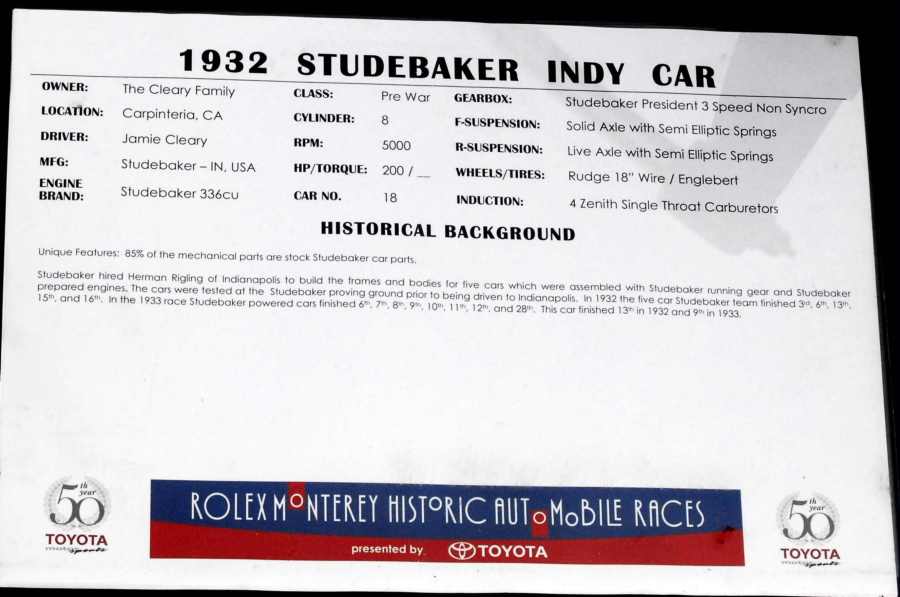 1932 STUDEBAKER INDY CAR
OWNER: The Cleary Family CLASS: Pre War GEARBOX: Studebaker President 3 Speed Non Syncro
LOCATION: Carpinteria, CA CYLINDER: 8 F-SUSPENSION: Solid Axle with Semi Elliptic Springs
DRIVER: Jamie Cleary RPM: 5000 R-SUSPENSION: Live Axle with Semi Elliptic Springs
MFG: Studebaker – IN, USA HP/TORQUE: 200 / __ WHEELS/TIRES: Rudge 18" Wire / Englebert
ENGINE BRAND: Studebaker 336cu CAR NO. 18 INDUCTION: 4 Zenith Single Throat Carburetors
HISTORICAL BACKGROUND
Unique Features: 85% of the mechanical parts are stock Studebaker car parts.
Studebaker hired Herman Rigling of Indianapolis to build the frames and bodies for five cars which were assembled with Studebaker running gear and Studebaker
prepared engines. The cars were tested at the Studebaker proving ground prior to being driven to Indianapolis. In 1932 the five car Studebaker team finished 3rd, 6th, 13th,
15th, and 16th. In the 1933 race Studebaker powered cars finished 6th, 7th, 8th, 9th, 10th, 11th, 12th, and 28th. This car finished 13th in 1932 and 9th in 1933.
50th year
TOYOTA
ROLEX MONTEREY HISTORIC AUTOMOBILE RACES
presented by TOYOTA
50th year
TOYOTA